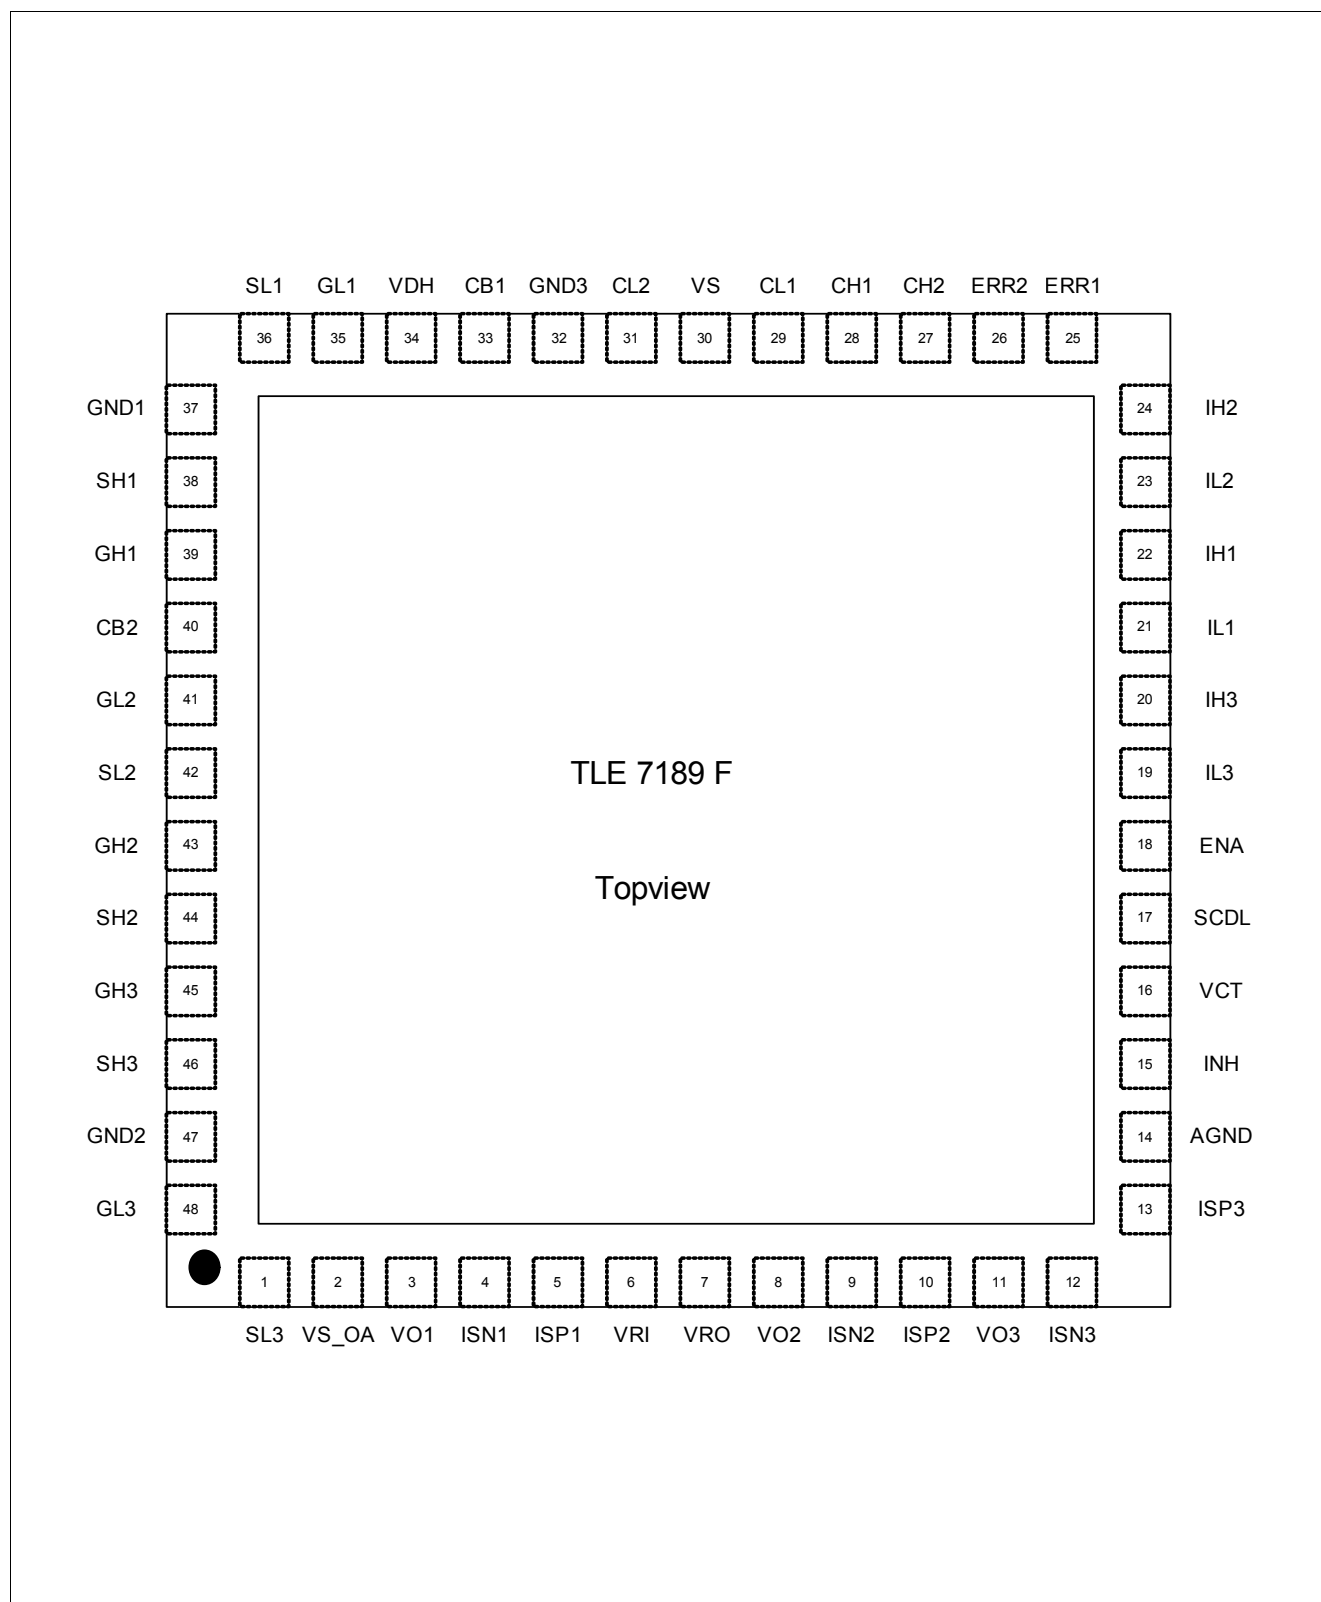 SL1 GL1 VDH CB1 GND3 CL2 VS CL1 CH1 CH2 ERR2 ERR1
36 35 34 33 32 31 30 29 28 27 26 25
GND1 37 24 IH2
SH1 38 23 IL2
GH1 39 22 IH1
CB2 40 21 IL1
GL2 41 20 IH3
SL2 42 TLE 7189 F 19 IL3
GH2 43 18 ENA
Topview
SH2 44 17 SCDL
GH3 45 16 VCT
SH3 46 15 INH
GND2 47 14 AGND
GL3 48 13 ISP3
1 2 3 4 5 6 7 8 9 10 11 12
SL3 VS_OA VO1 ISN1 ISP1 VRI VRO VO2 ISN2 ISP2 VO3 ISN3